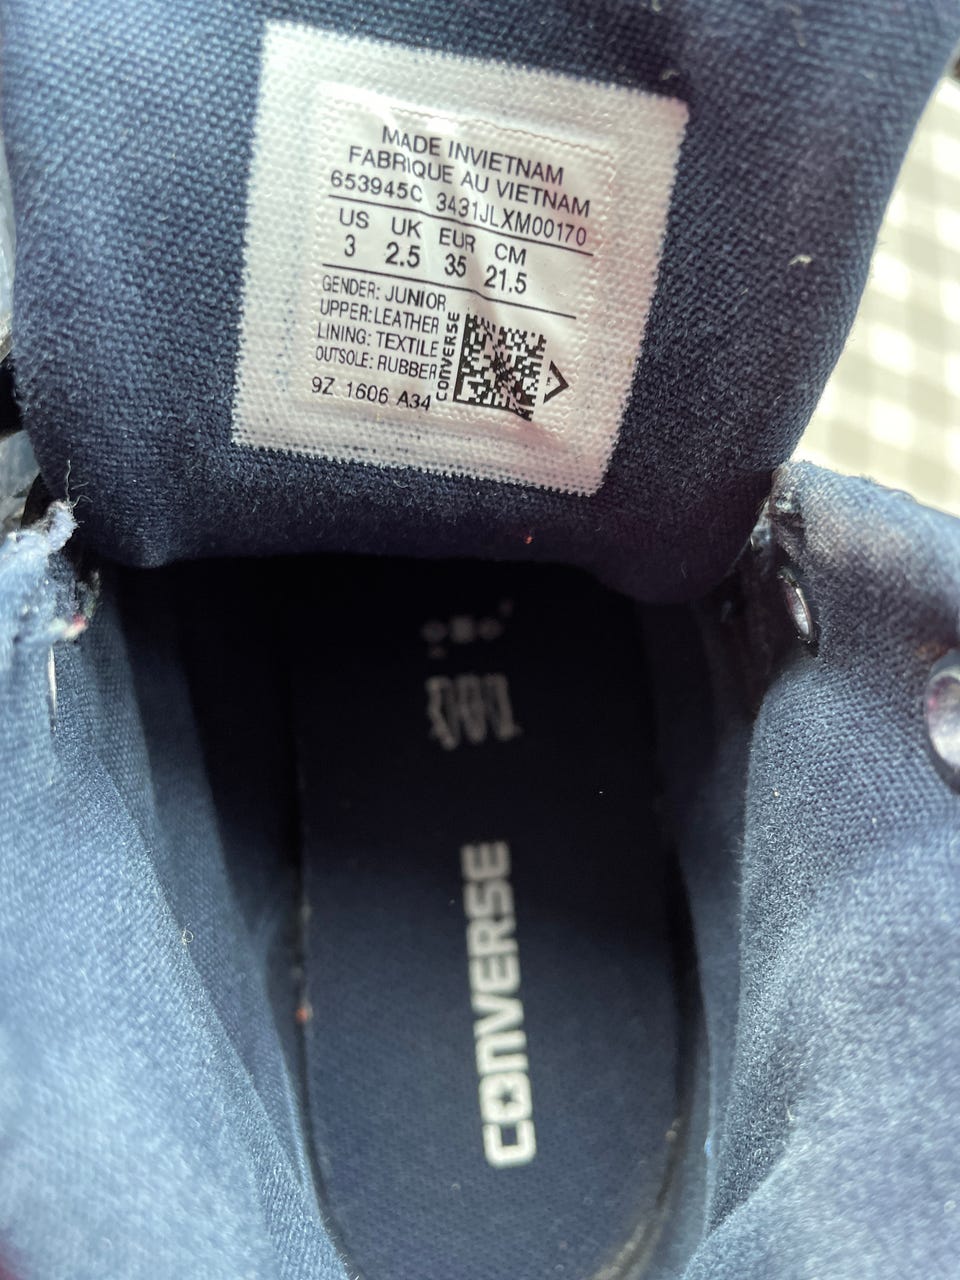 MADE INVIETNAM
FABRIQUE AU VIETNAM
653945C 3431JLXM00170
US UK EUR CM
3 2.5 35 21.5
GENDER: JUNIOR
UPPER:LEATHER
LINING: TEXTILE
OUTSOLE: RUBBER
CONVERSE
9Z 1606 A34
CONVERSE